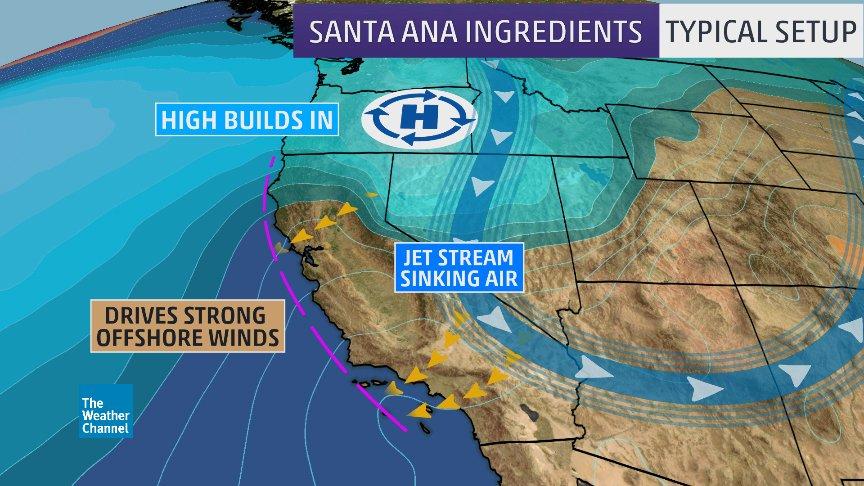 SANTA ANA INGREDIENTS
TYPICAL SETUP
HIGH BUILDS IN
H
JET STREAM
SINKING AIR
DRIVES STRONG
OFFSHORE WINDS
The
Weather
Channel